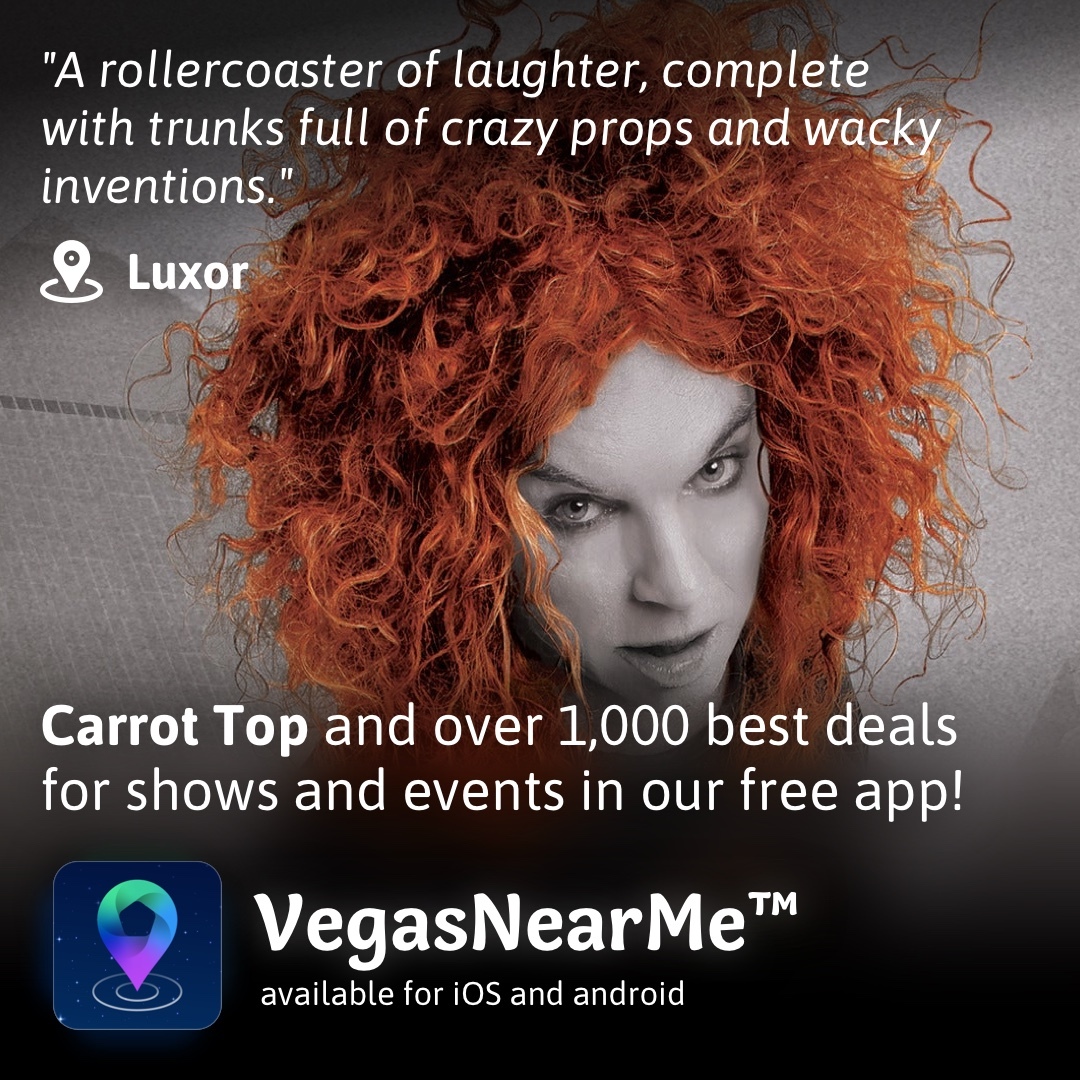 "A rollercoaster of laughter, complete
with trunks full of crazy props and wacky
inventions."
Luxor
Carrot Top and over 1,000 best deals
for shows and events in our free app!
VegasNearMe™
available for iOS and android